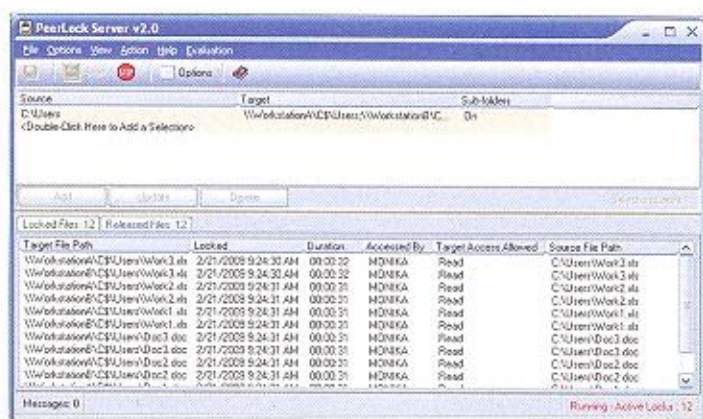 PeerLock Server v2.0
File Options View Action Help Evaluation
STOP Options
Source Target Sub-folders
C:\Users \\WorkstationA\C$\Users;\\WorkstationB\C... On
<Double-Click Here to Add a Selection>
Add Update Delete
Locked Files: 12 Released Files: 12
Target File Path Locked Duration Accessed By Target Access Allowed Source File Path
\\WorkstationA\C$\Users\Work3.xls 2/21/2009 9:24:30 AM 00:00:32 MONIKA Read C:\Users\Work3.xls
\\WorkstationB\C$\Users\Work3.xls 2/21/2009 9:24:30 AM 00:00:32 MONIKA Read C:\Users\Work3.xls
\\WorkstationA\C$\Users\Work2.xls 2/21/2009 9:24:31 AM 00:00:31 MONIKA Read C:\Users\Work2.xls
\\WorkstationB\C$\Users\Work2.xls 2/21/2009 9:24:31 AM 00:00:31 MONIKA Read C:\Users\Work2.xls
\\WorkstationA\C$\Users\Work1.xls 2/21/2009 9:24:31 AM 00:00:31 MONIKA Read C:\Users\Work1.xls
\\WorkstationB\C$\Users\Work1.xls 2/21/2009 9:24:31 AM 00:00:31 MONIKA Read C:\Users\Work1.xls
\\WorkstationA\C$\Users\Doc3.doc 2/21/2009 9:24:31 AM 00:00:31 MONIKA Read C:\Users\Doc3.doc
\\WorkstationB\C$\Users\Doc3.doc 2/21/2009 9:24:31 AM 00:00:31 MONIKA Read C:\Users\Doc3.doc
\\WorkstationA\C$\Users\Doc2.doc 2/21/2009 9:24:31 AM 00:00:31 MONIKA Read C:\Users\Doc2.doc
\\WorkstationB\C$\Users\Doc2.doc 2/21/2009 9:24:31 AM 00:00:31 MONIKA Read C:\Users\Doc2.doc
Messages: 0 Running : Active Locks : 12